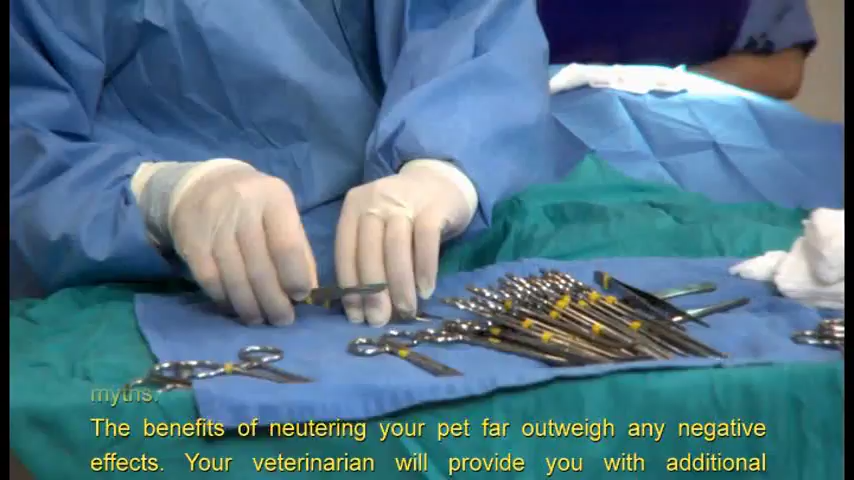 myths.
The benefits of neutering your pet far outweigh any negative
effects. Your veterinarian will provide you with additional